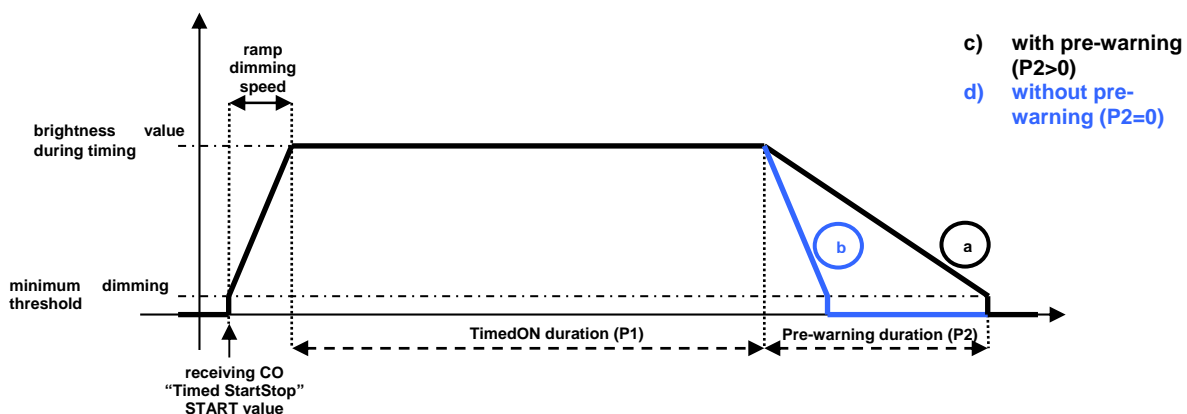 ramp
dimming
speed
c) with pre-warning
(P2>0)
d) without pre-
warning (P2=0)
brightness value
during timing
b
a
minimum dimming
threshold
TimedON duration (P1)
Pre-warning duration (P2)
receiving CO
“Timed StartStop”
START value